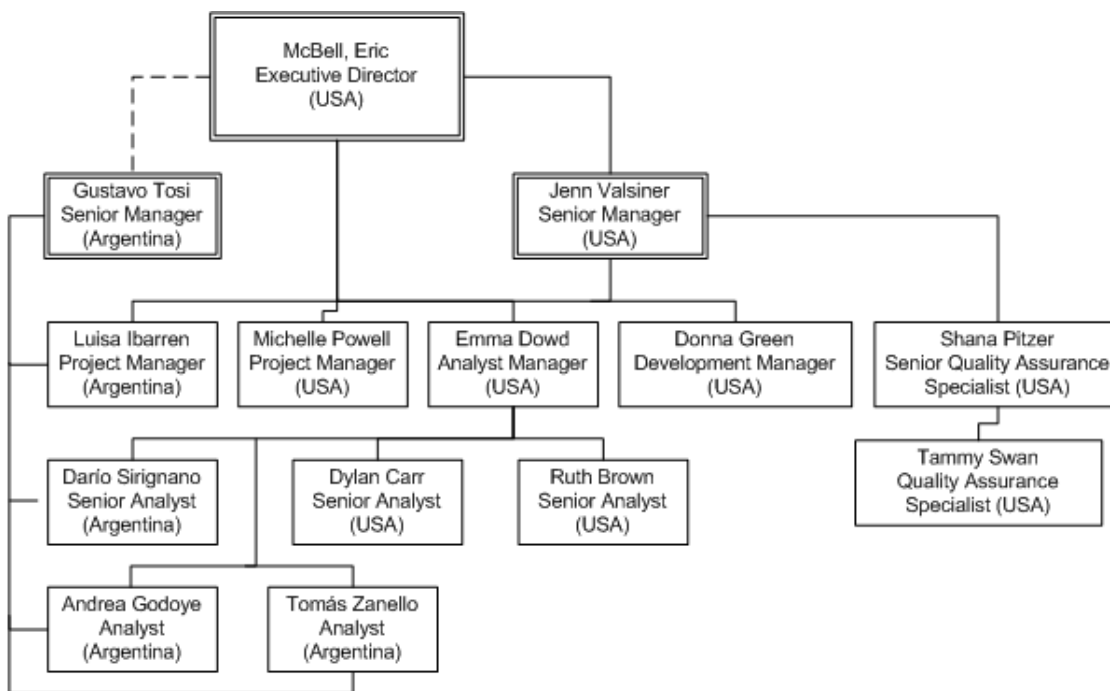 McBell, Eric
Executive Director
(USA)
Gustavo Tosi
Senior Manager
(Argentina)
Jenn Valsiner
Senior Manager
(USA)
Luisa Ibarren
Project Manager
(Argentina)
Michelle Powell
Project Manager
(USA)
Emma Dowd
Analyst Manager
(USA)
Donna Green
Development Manager
(USA)
Shana Pitzer
Senior Quality Assurance
Specialist (USA)
Darío Sirignano
Senior Analyst
(Argentina)
Dylan Carr
Senior Analyst
(USA)
Ruth Brown
Senior Analyst
(USA)
Tammy Swan
Quality Assurance
Specialist (USA)
Andrea Godoye
Analyst
(Argentina)
Tomás Zanello
Analyst
(Argentina)